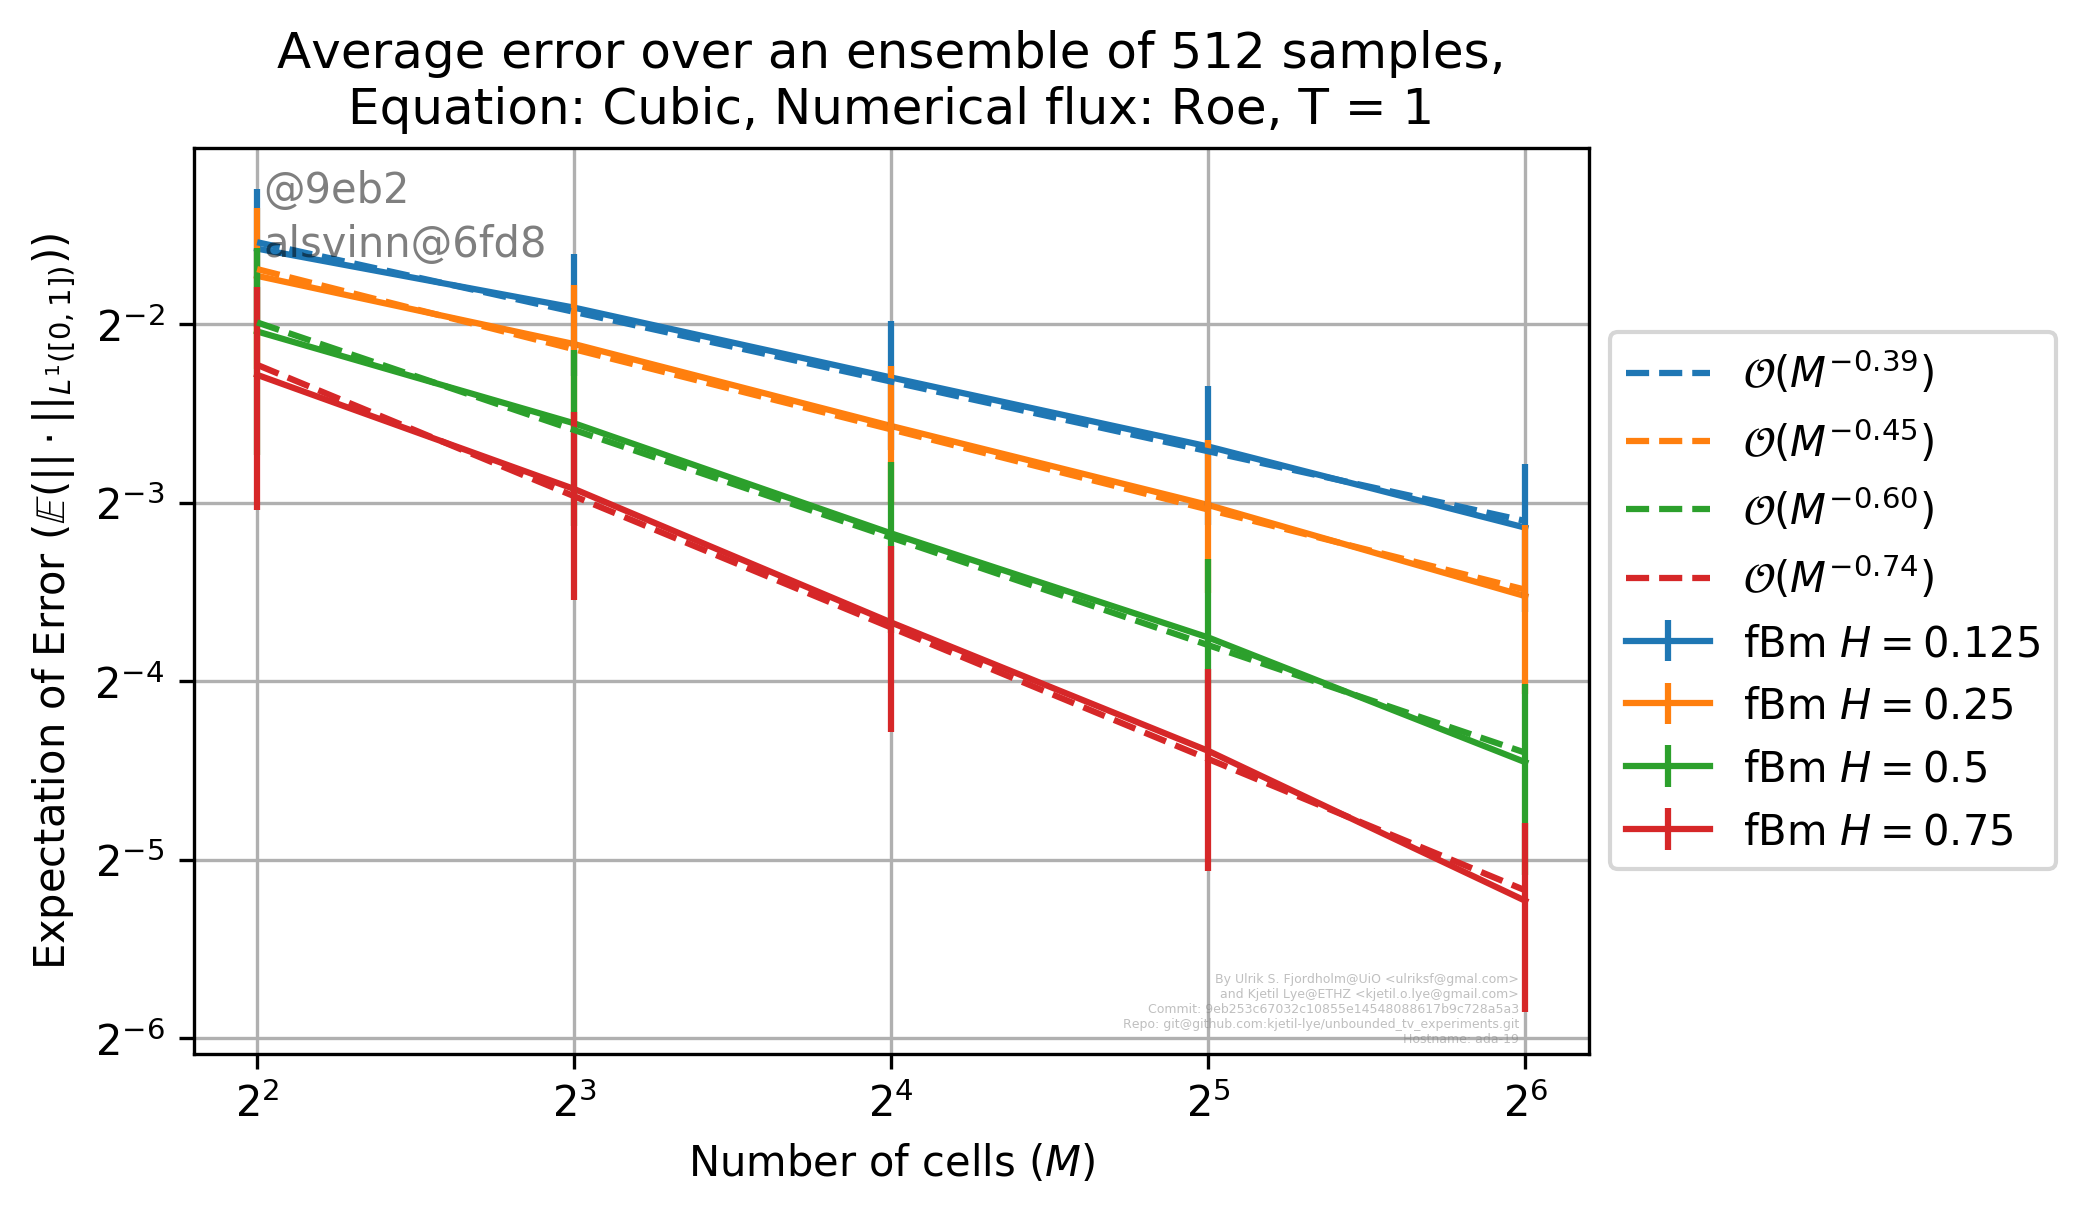 Average error over an ensemble of 512 samples,
Equation: Cubic, Numerical flux: Roe, T = 1
@9eb2
alsvinn@6fd8
Expectation of Error (𝔼(||·||_{L^1([0,1])}))
2^{-2}
2^{-3}
2^{-4}
2^{-5}
2^{-6}
2^2
2^3
2^4
2^5
2^6
Number of cells (M)
𝒪(M^{-0.39})
𝒪(M^{-0.45})
𝒪(M^{-0.60})
𝒪(M^{-0.74})
fBm H = 0.125
fBm H = 0.25
fBm H = 0.5
fBm H = 0.75
By Ulrik S. Fjordholm@UiO <ulriksf@gmal.com>
and Kjetil Lye@ETHZ <kjetil.o.lye@gmail.com>
Commit: 9eb253c67032c10855e14548088617b9c728a5a3
Repo: git@github.com:kjetil-lye/unbounded_tv_experiments.git
Hostname: ada-19